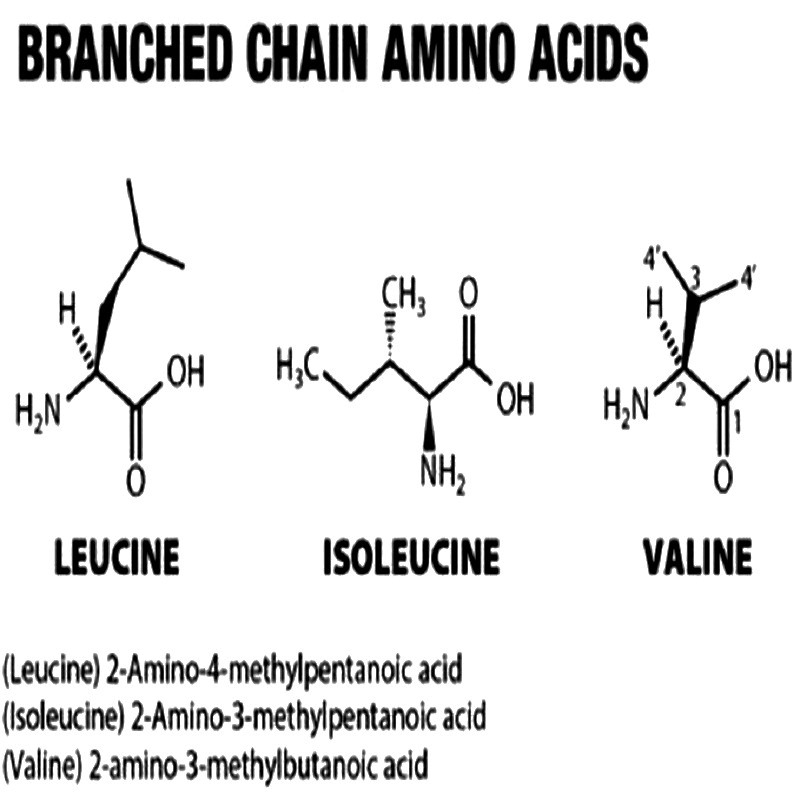 BRANCHED CHAIN AMINO ACIDS
H
H₂N
OH
O
CH₃
H₃C
O
OH
NH₂
4'
3
4'
H
H₂N
2
OH
1
O
LEUCINE
ISOLEUCINE
VALINE
(Leucine) 2-Amino-4-methylpentanoic acid
(Isoleucine) 2-Amino-3-methylpentanoic acid
(Valine) 2-amino-3-methylbutanoic acid